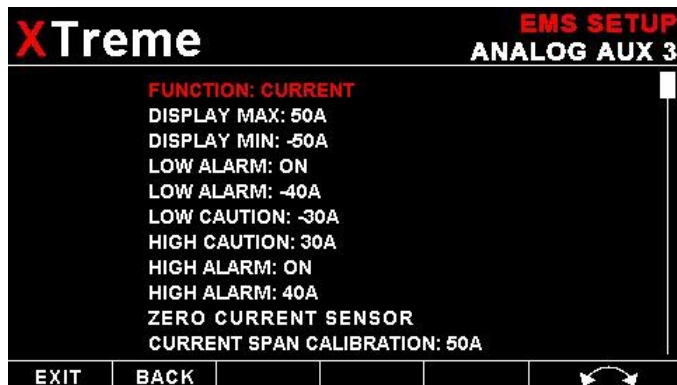 XTreme
EMS SETUP
ANALOG AUX 3
FUNCTION: CURRENT
DISPLAY MAX: 50A
DISPLAY MIN: -50A
LOW ALARM: ON
LOW ALARM: -40A
LOW CAUTION: -30A
HIGH CAUTION: 30A
HIGH ALARM: ON
HIGH ALARM: 40A
ZERO CURRENT SENSOR
CURRENT SPAN CALIBRATION: 50A
EXIT BACK